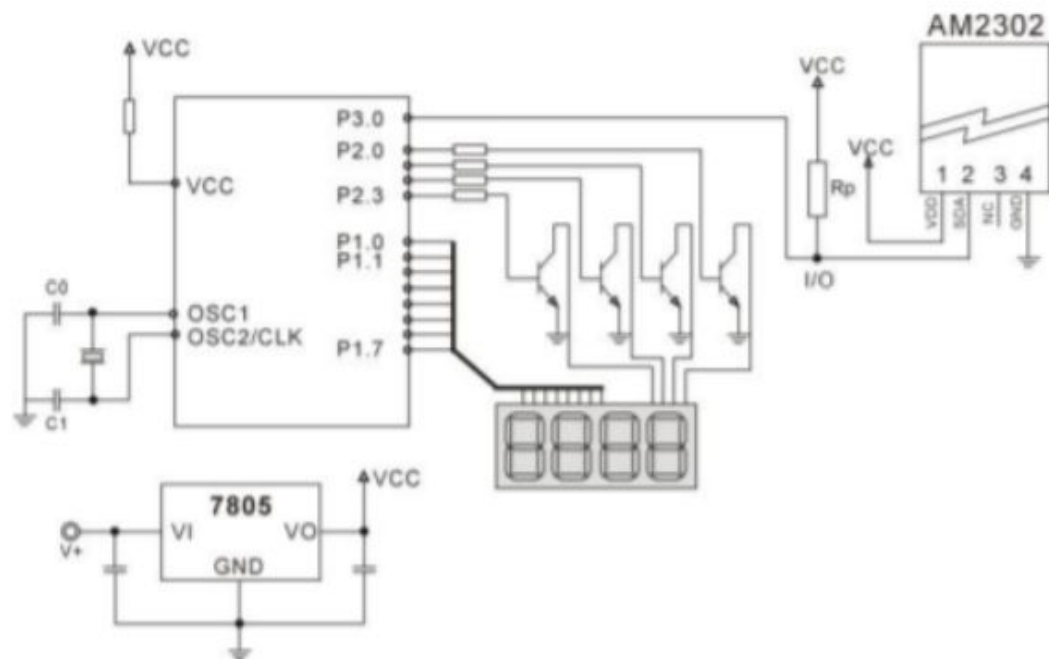 AM2302
VCC
VCC
VCC
P3.0
P2.0
P2.3
P1.0
P1.1
P1.7
VCC
OSC1
OSC2/CLK
C0
C1
Rp
I/O
1 2 3 4
VDD
SDA
NC
GND
7805
VI
VO
GND
V+
VCC